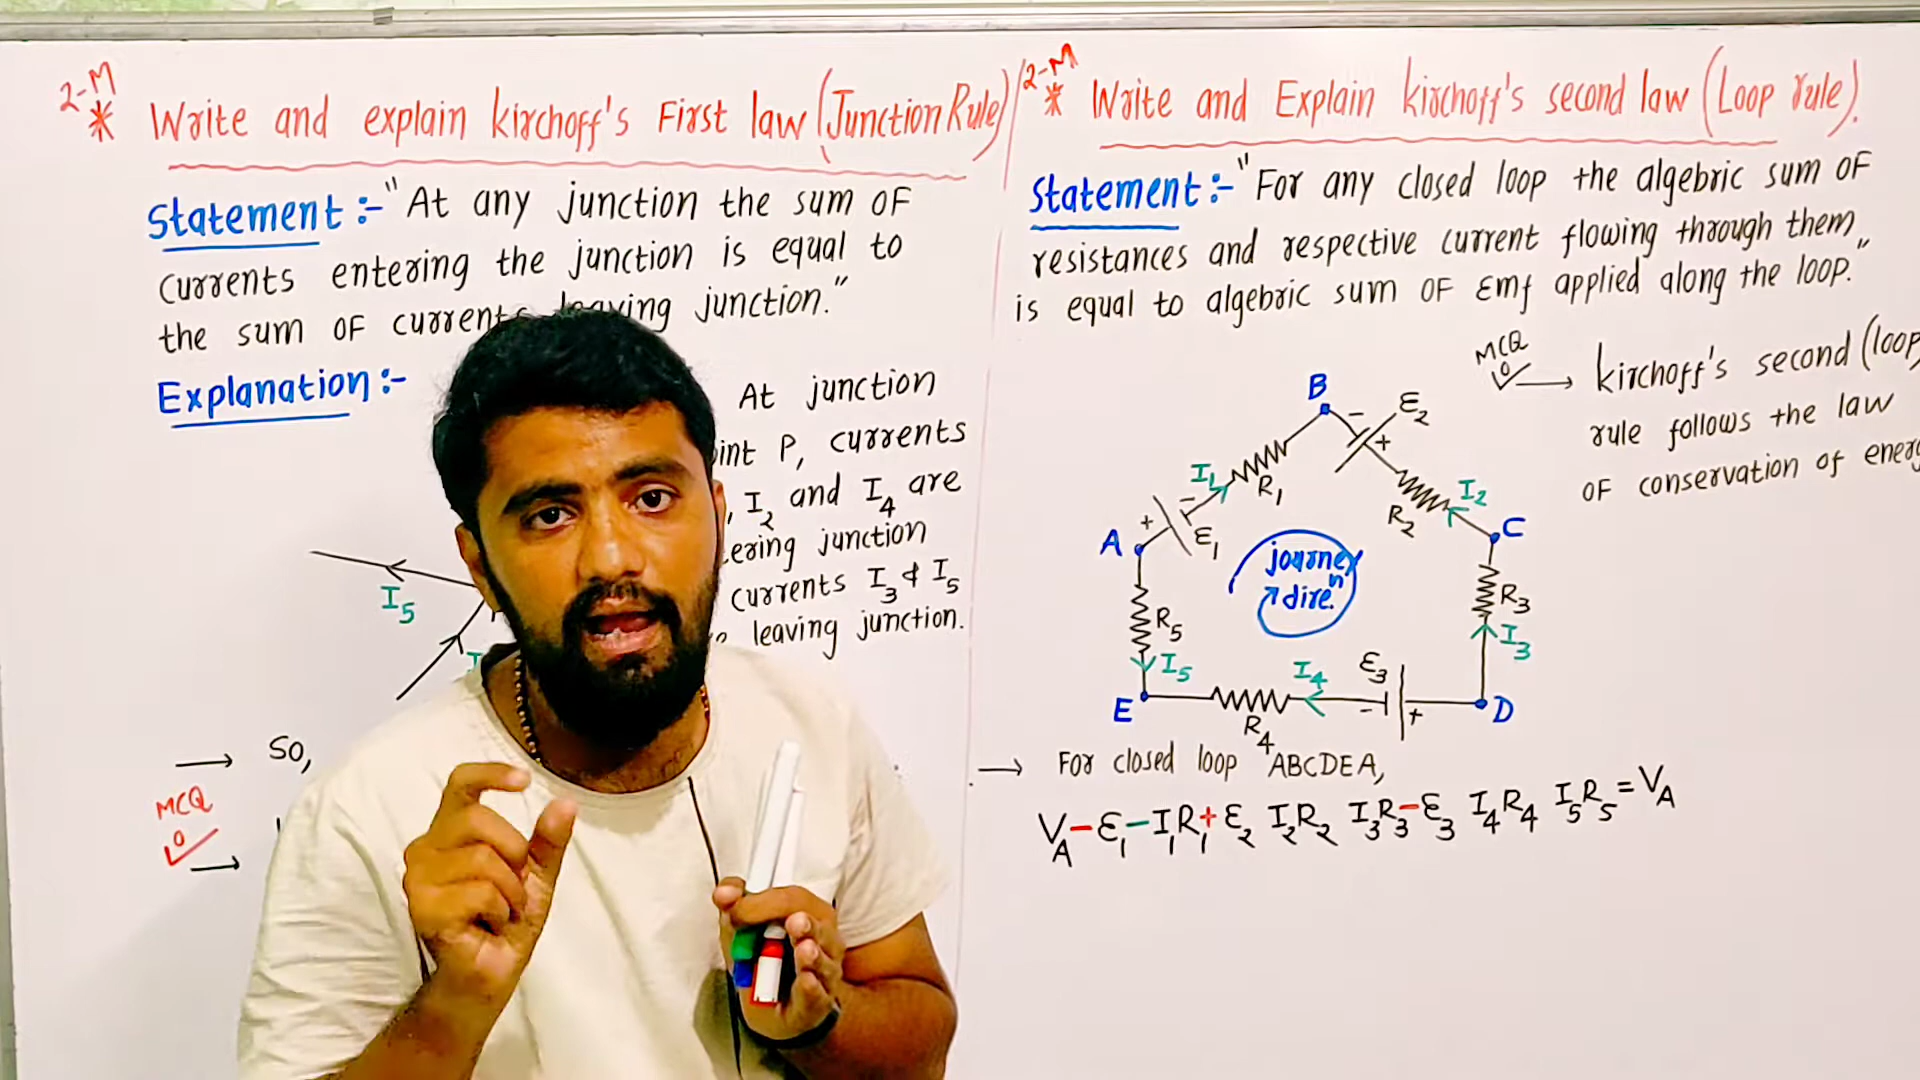 2-M
* Write and explain kirchoff's First law (Junction Rule)
Statement :- "At any junction the sum OF
currents entering the junction is equal to
the sum OF currents leaving junction."
Explanation :-
At junction
P, currents
, I2 and I4 are
junction
currents I3 & I5
leaving junction.
I5
So,
MCQ
2-M
* Write and Explain kirchoff's second law (Loop rule).
Statement :- "For any closed loop the algebric sum OF
resistances and respective current flowing through them
is equal to algebric sum OF Emf applied along the loop."
MCQ
→ kirchoff's second (loop
rule follows the law
OF conservation of
B
- ε2
+
I1 R1
R2 I2
A + - ε1
C
journey
dire.n
R5 R3
I5 I4 ε3 I3
E R4 - + D
→ For closed loop ABCDEA,
VA - ε1 - I1R1 + ε2 I2R2 I3R3 - ε3 I4R4 I5R5 = VA